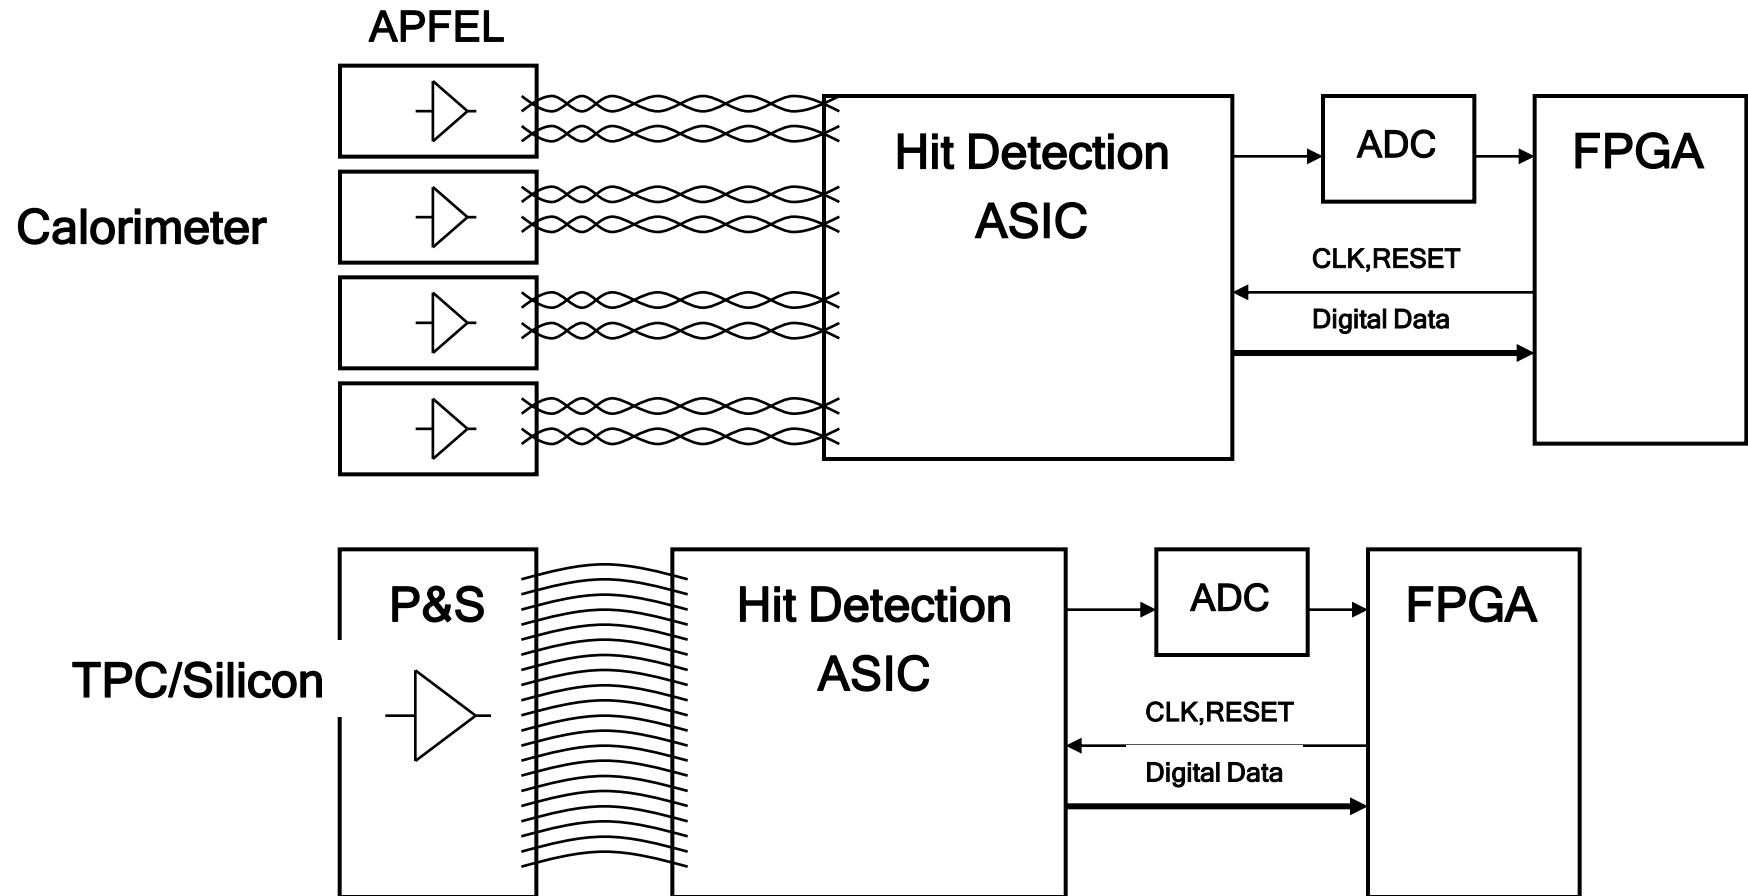 APFEL
Calorimeter
Hit Detection
ASIC
ADC
FPGA
CLK,RESET
Digital Data
TPC/Silicon
P&S
Hit Detection
ASIC
ADC
FPGA
CLK,RESET
Digital Data